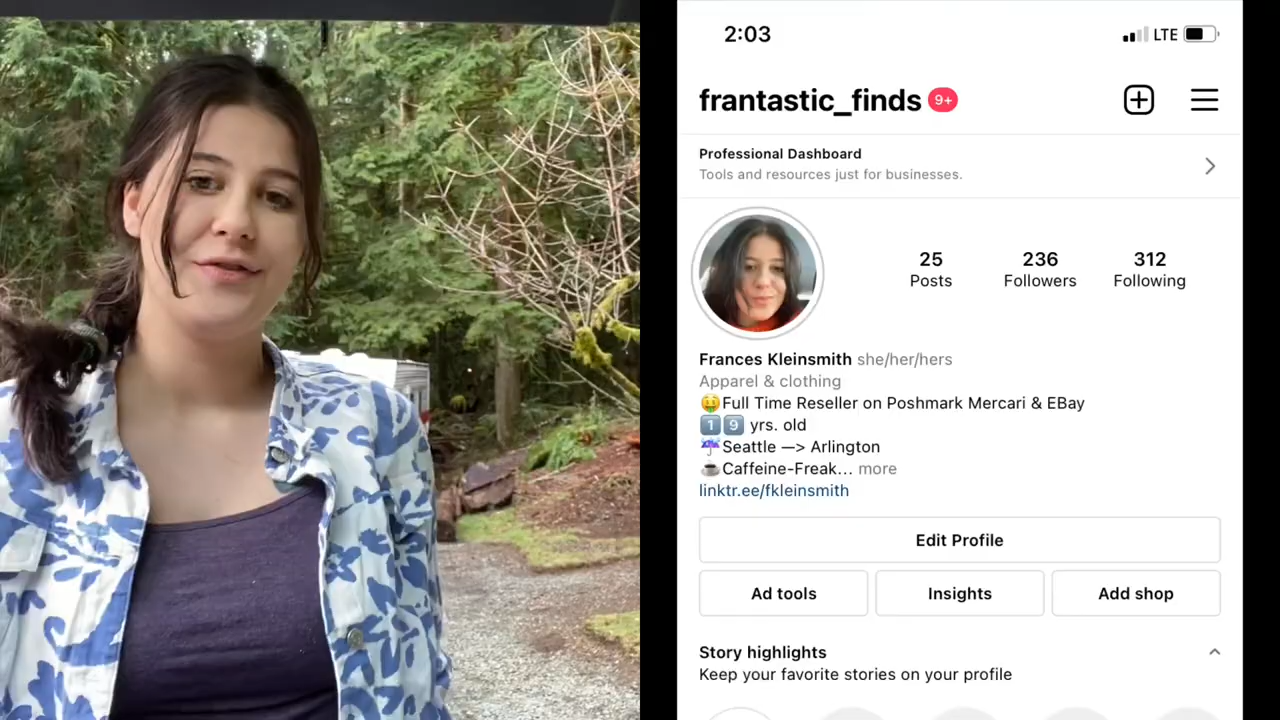 2:03
LTE
frantastic_finds 9+
Professional Dashboard
Tools and resources just for businesses.
25
Posts
236
Followers
312
Following
Frances Kleinsmith she/her/hers
Apparel & clothing
🤑Full Time Reseller on Poshmark Mercari & EBay
1️⃣9️⃣ yrs. old
☔Seattle —> Arlington
☕Caffeine-Freak... more
linktr.ee/fkleinsmith
Edit Profile
Ad tools
Insights
Add shop
Story highlights
Keep your favorite stories on your profile